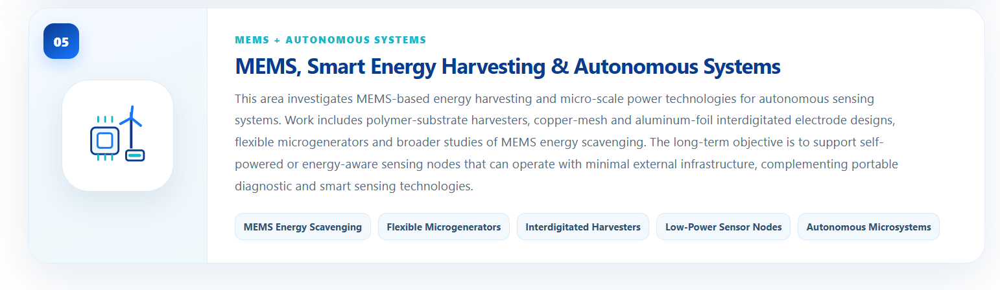 05
MEMS + AUTONOMOUS SYSTEMS
MEMS, Smart Energy Harvesting & Autonomous Systems
This area investigates MEMS-based energy harvesting and micro-scale power technologies for autonomous sensing
systems. Work includes polymer-substrate harvesters, copper-mesh and aluminum-foil interdigitated electrode designs,
flexible microgenerators and broader studies of MEMS energy scavenging. The long-term objective is to support self-
powered or energy-aware sensing nodes that can operate with minimal external infrastructure, complementing portable
diagnostic and smart sensing technologies.
MEMS Energy Scavenging
Flexible Microgenerators
Interdigitated Harvesters
Low-Power Sensor Nodes
Autonomous Microsystems